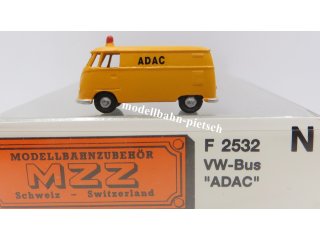 ADAC
modellbahn-pietsch
MODELLBAHNZUBEHÖR
MZZ
Schweiz - Switzerland
F 2532
N
VW-Bus
"ADAC"